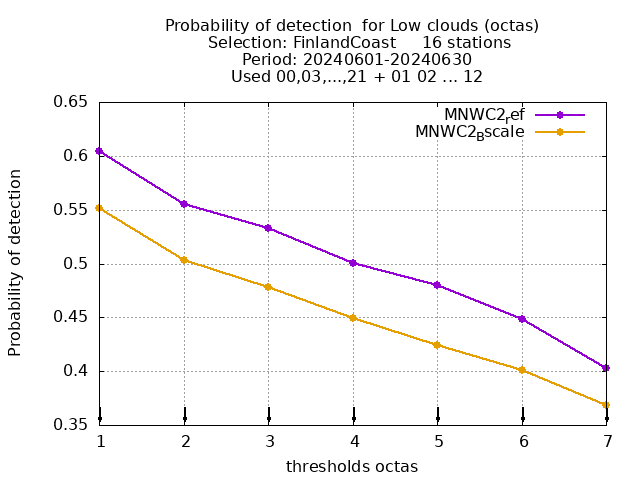 Probability of detection  for Low clouds (octas)
Selection: FinlandCoast     16 stations
Period: 20240601-20240630
Used 00,03,...,21 + 01 02 ... 12
MNWC2ref
MNWC2Bscale
Probability of detection
0.65
0.6
0.55
0.5
0.45
0.4
0.35
1 2 3 4 5 6 7
thresholds octas